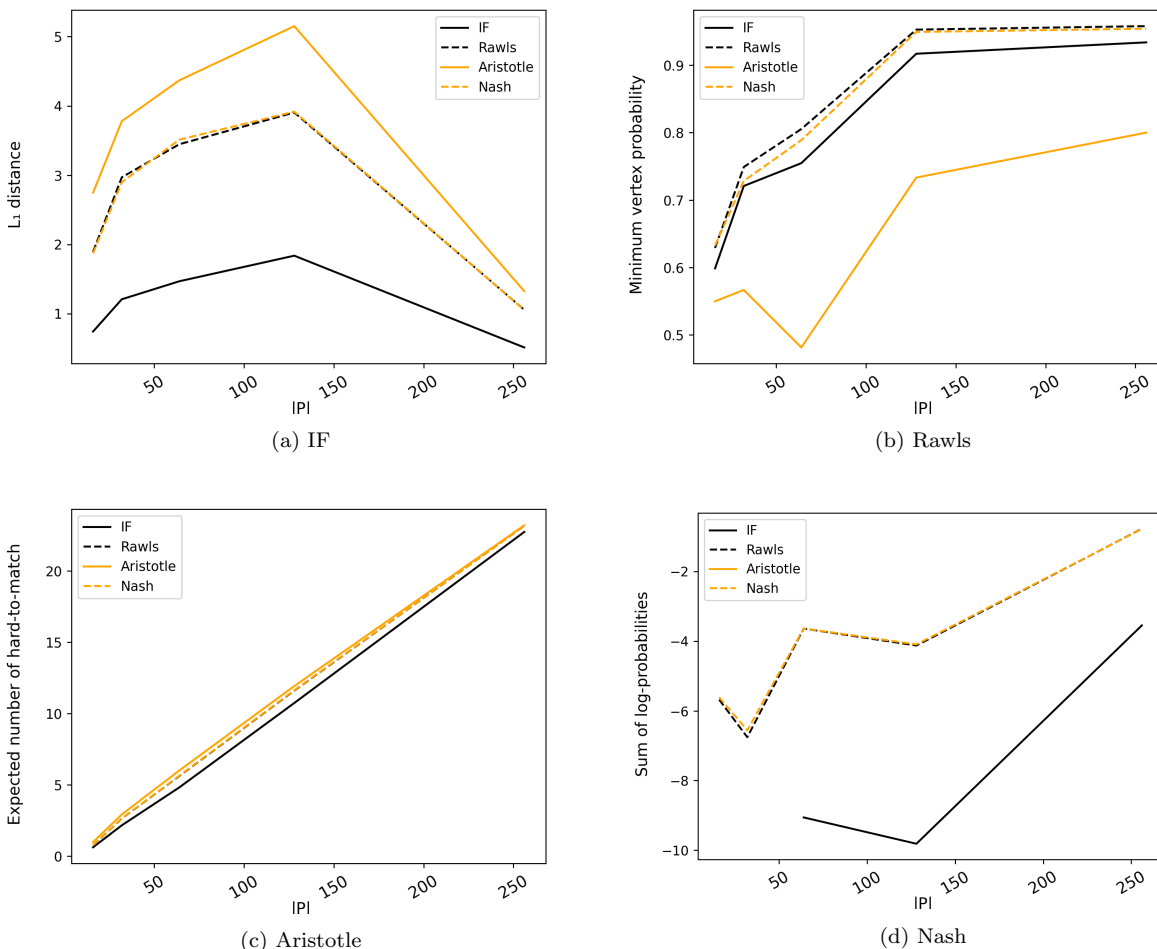 L₁ distance
5
4
3
2
1
50
100
150
200
250
|P|
IF
Rawls
Aristotle
Nash
(a) IF
Minimum vertex probability
0.9
0.8
0.7
0.6
0.5
50
100
150
200
250
|P|
IF
Rawls
Aristotle
Nash
(b) Rawls
Expected number of hard-to-match
20
15
10
5
0
50
100
150
200
250
|P|
IF
Rawls
Aristotle
Nash
(c) Aristotle
Sum of log-probabilities
−2
−4
−6
−8
−10
50
100
150
200
250
|P|
IF
Rawls
Aristotle
Nash
(d) Nash